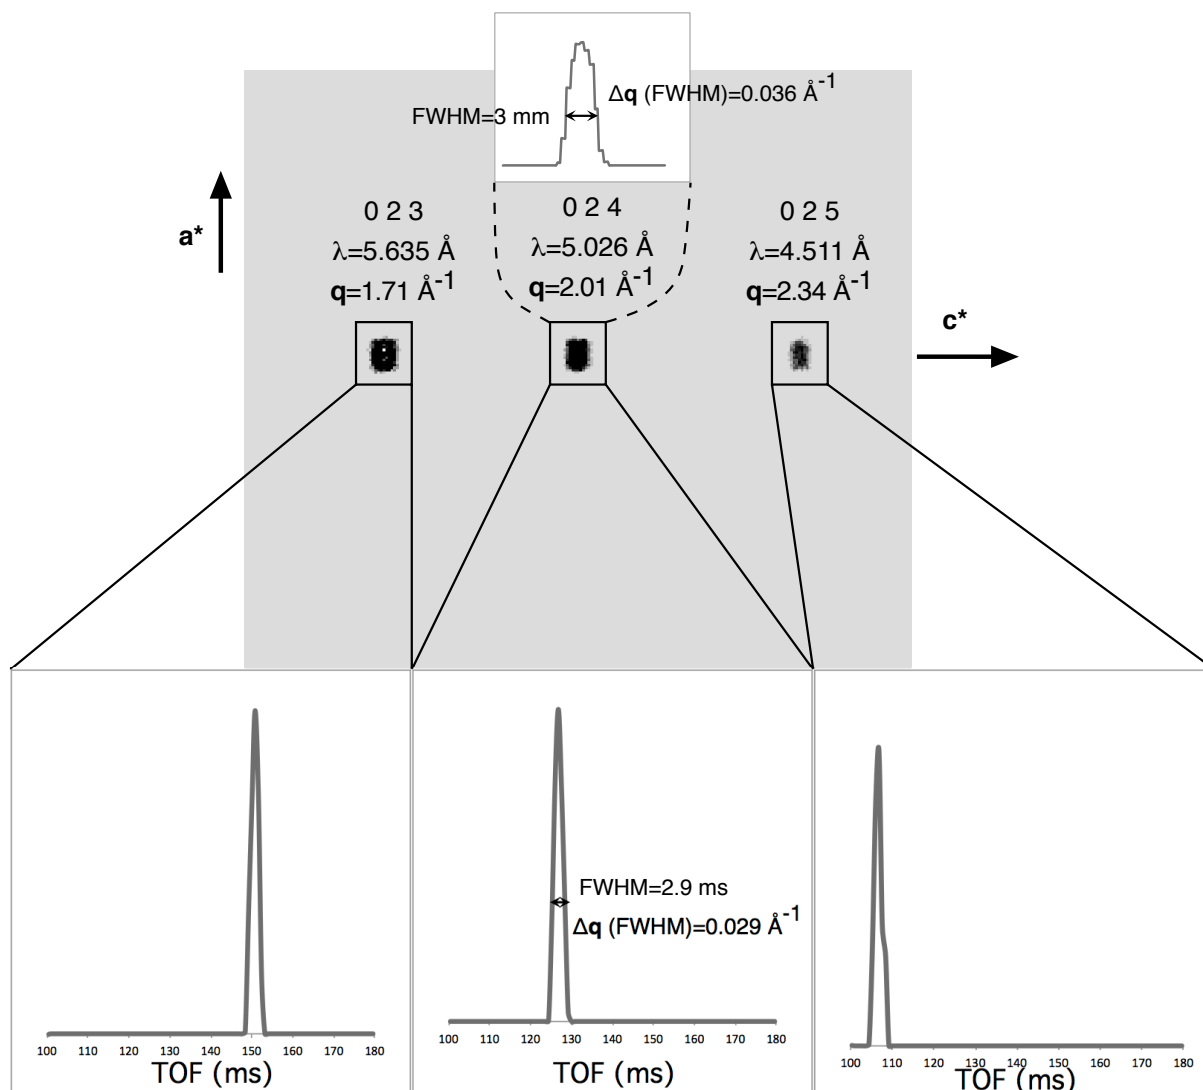 Δq (FWHM)=0.036 Å-1
FWHM=3 mm
a*
0 2 3
λ=5.635 Å
q=1.71 Å-1
0 2 4
λ=5.026 Å
q=2.01 Å-1
0 2 5
λ=4.511 Å
q=2.34 Å-1
c*
100 110 120 130 140 150 160 170 180
TOF (ms)
FWHM=2.9 ms
Δq (FWHM)=0.029 Å-1
100 110 120 130 140 150 160 170 180
TOF (ms)
100 110 120 130 140 150 160 170 180
TOF (ms)